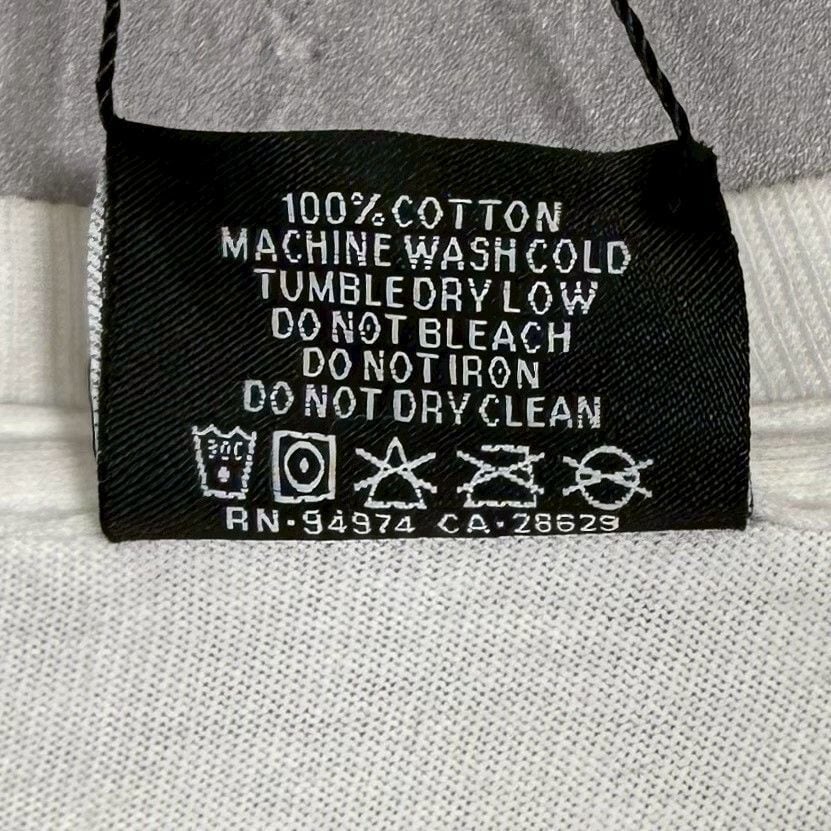 100% COTTON
MACHINE WASH COLD
TUMBLE DRY LOW
DO NOT BLEACH
DO NOT IRON
DO NOT DRY CLEAN
30C
RN-94974 CA-28629